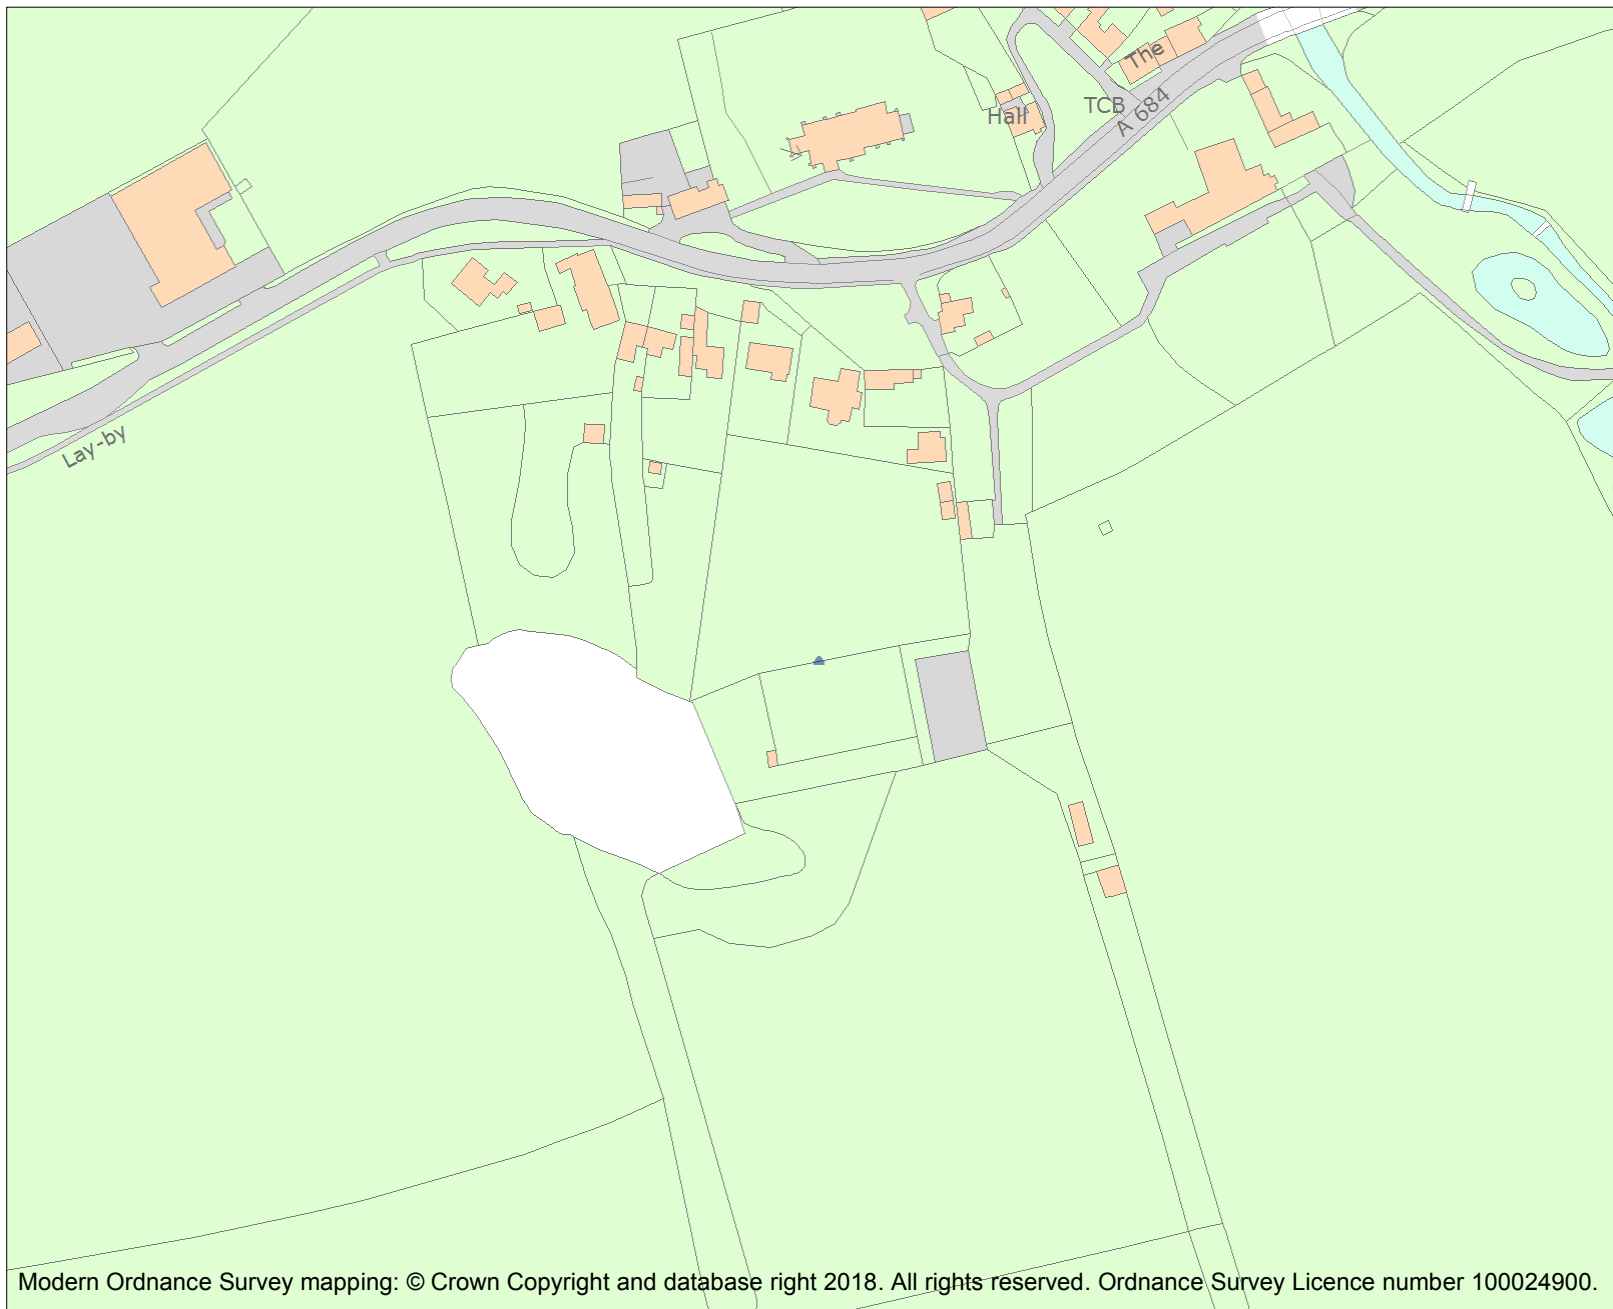 The
TCB
Hall
A 684
Lay-by
Modern Ordnance Survey mapping: © Crown Copyright and database right 2018. All rights reserved. Ordnance Survey Licence number 100024900.